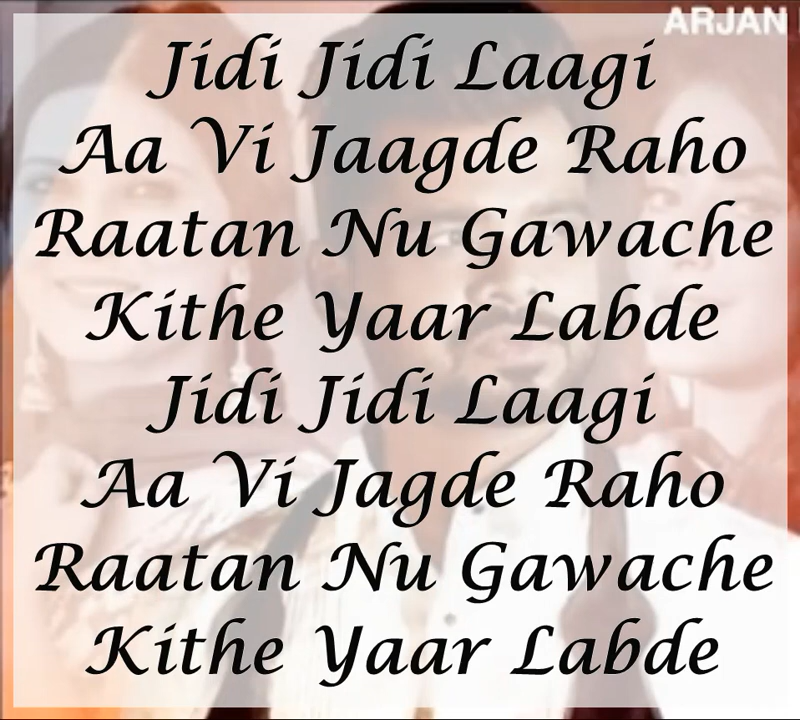 ARJAN
Jidi Jidi Laagi
Aa Vi Jaagde Raho
Raatan Nu Gawache
Kithe Yaar Labde
Jidi Jidi Laagi
Aa Vi Jagde Raho
Raatan Nu Gawache
Kithe Yaar Labde